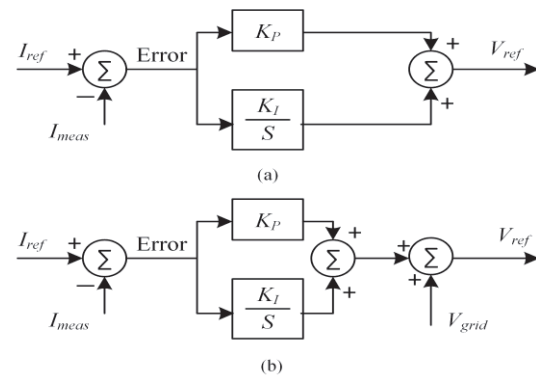 I_ref + Σ Error K_P + Σ V_ref
− +
I_meas K_I/S
(a)
I_ref + Σ Error K_P + Σ + Σ V_ref
− + +
I_meas K_I/S V_grid
(b)